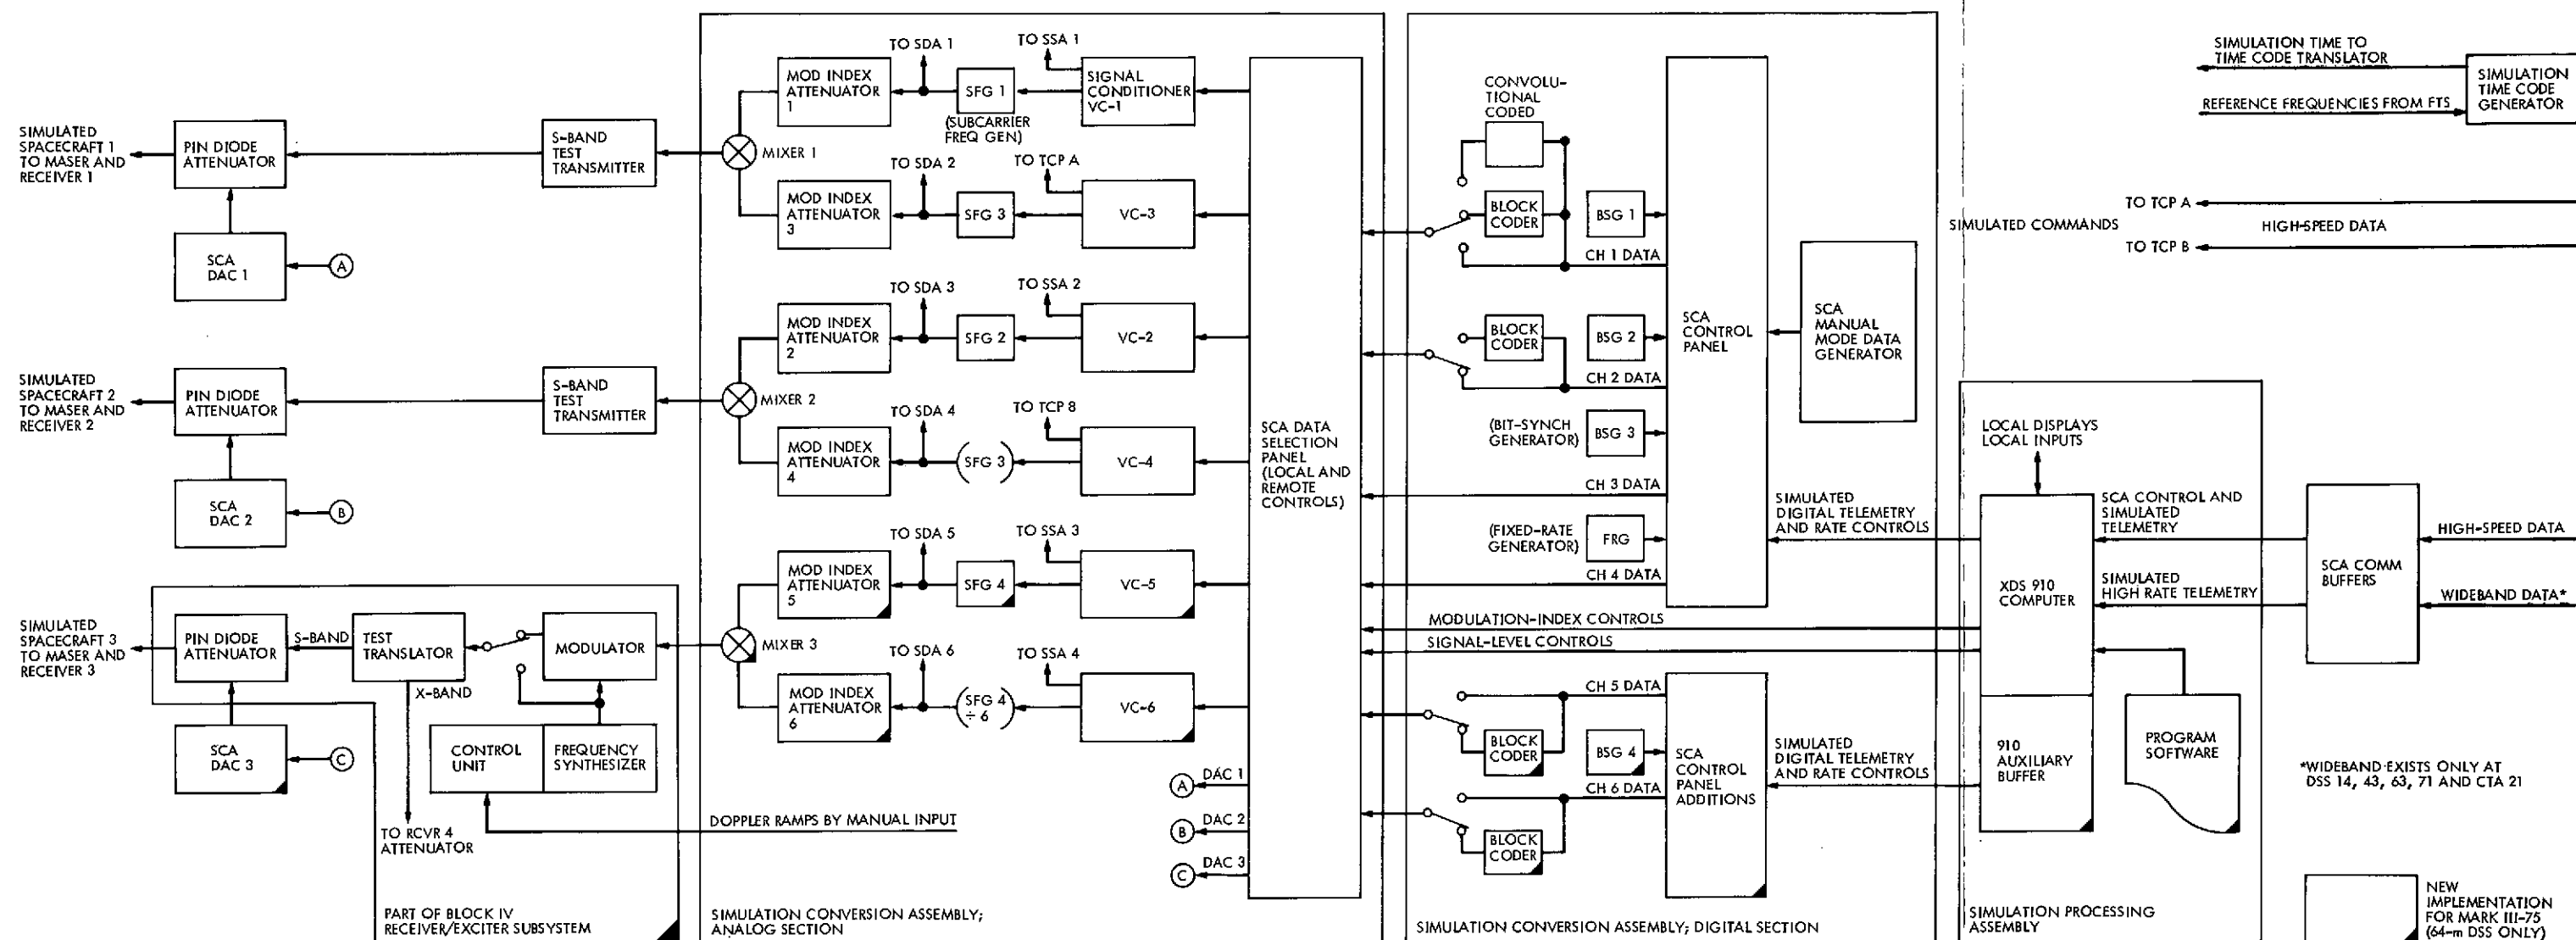 SIMULATED
SPACECRAFT 1
TO MASER AND
RECEIVER 1
PIN DIODE
ATTENUATOR
SCA
DAC 1
A
S-BAND
TEST
TRANSMITTER
SIMULATED
SPACECRAFT 2
TO MASER AND
RECEIVER 2
PIN DIODE
ATTENUATOR
SCA
DAC 2
B
S-BAND
TEST
TRANSMITTER
SIMULATED
SPACECRAFT 3
TO MASER AND
RECEIVER 3
PIN DIODE
ATTENUATOR
S-BAND
TEST
TRANSLATOR
MODULATOR
X-BAND
SCA
DAC 3
C
CONTROL
UNIT
FREQUENCY
SYNTHESIZER
TO RCVR 4
ATTENUATOR
DOPPLER RAMPS BY MANUAL INPUT
PART OF BLOCK IV
RECEIVER/EXCITER SUBSYSTEM
MIXER 1
MOD INDEX
ATTENUATOR
1
TO SDA 1
SFG 1
(SUBCARRIER
FREQ GEN)
TO SSA 1
SIGNAL
CONDITIONER
VC-1
MOD INDEX
ATTENUATOR
3
TO SDA 2
SFG 3
TO TCP A
VC-3
MIXER 2
MOD INDEX
ATTENUATOR
2
TO SDA 3
SFG 2
TO SSA 2
VC-2
MOD INDEX
ATTENUATOR
4
TO SDA 4
(SFG 3)
TO TCP 8
VC-4
MIXER 3
MOD INDEX
ATTENUATOR
5
TO SDA 5
SFG 4
TO SSA 3
VC-5
MOD INDEX
ATTENUATOR
6
TO SDA 6
(SFG 4
÷ 6)
TO SSA 4
VC-6
A
DAC 1
B
DAC 2
C
DAC 3
SCA DATA
SELECTION
PANEL
(LOCAL AND
REMOTE
CONTROLS)
SIMULATION CONVERSION ASSEMBLY;
ANALOG SECTION
CONVOLU-
TIONAL
CODED
BLOCK
CODER
BSG 1
CH 1 DATA
BLOCK
CODER
BSG 2
CH 2 DATA
(BIT-SYNCH
GENERATOR)
BSG 3
CH 3 DATA
(FIXED-RATE
GENERATOR)
FRG
CH 4 DATA
SCA
CONTROL
PANEL
SCA
MANUAL
MODE DATA
GENERATOR
SIMULATED
DIGITAL TELEMETRY
AND RATE CONTROLS
MODULATION-INDEX CONTROLS
SIGNAL-LEVEL CONTROLS
CH 5 DATA
BLOCK
CODER
BSG 4
CH 6 DATA
BLOCK
CODER
SCA
CONTROL
PANEL
ADDITIONS
SIMULATED
DIGITAL TELEMETRY
AND RATE CONTROLS
SIMULATION CONVERSION ASSEMBLY; DIGITAL SECTION
SIMULATION TIME TO
TIME CODE TRANSLATOR
REFERENCE FREQUENCIES FROM FTS
SIMULATION
TIME CODE
GENERATOR
TO TCP A
SIMULATED COMMANDS
HIGH-SPEED DATA
TO TCP B
LOCAL DISPLAYS
LOCAL INPUTS
XDS 910
COMPUTER
910
AUXILIARY
BUFFER
SCA CONTROL AND
SIMULATED
TELEMETRY
SIMULATED
HIGH RATE TELEMETRY
PROGRAM
SOFTWARE
SIMULATION PROCESSING
ASSEMBLY
SCA COMM
BUFFERS
HIGH-SPEED DATA
WIDEBAND DATA*
*WIDEBAND EXISTS ONLY AT
DSS 14, 43, 63, 71 AND CTA 21
NEW
IMPLEMENTATION
FOR MARK III-75
(64-m DSS ONLY)